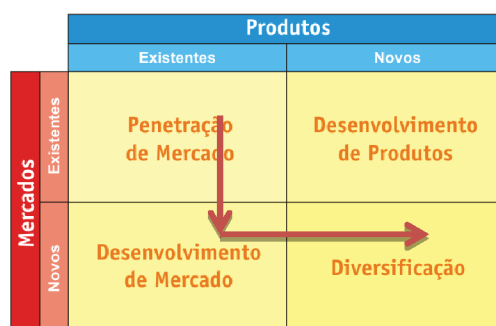 Produtos
Existentes
Novos
Mercados
Existentes
Penetração
de Mercado
Desenvolvimento
de Produtos
Novos
Desenvolvimento
de Mercado
Diversificação